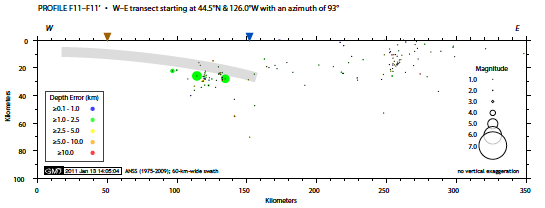 PROFILE F11–F11' • W–E transect starting at 44.5°N & 126.0°W with an azimuth of 93°
W
E
0
20
40
60
80
100
Kilometers
Depth Error (km)
≥0.1 - 1.0
≥1.0 - 2.5
≥2.5 - 5.0
≥5.0 - 10.0
≥10.0
Magnitude
1.0
2.0
3.0
4.0
5.0
6.0
7.0
GMT 2011 Jan 13 14:05:04 ANSS (1975-2009); 60-km-wide swath
no vertical exaggeration
0 50 100 150 200 250 300 350
Kilometers